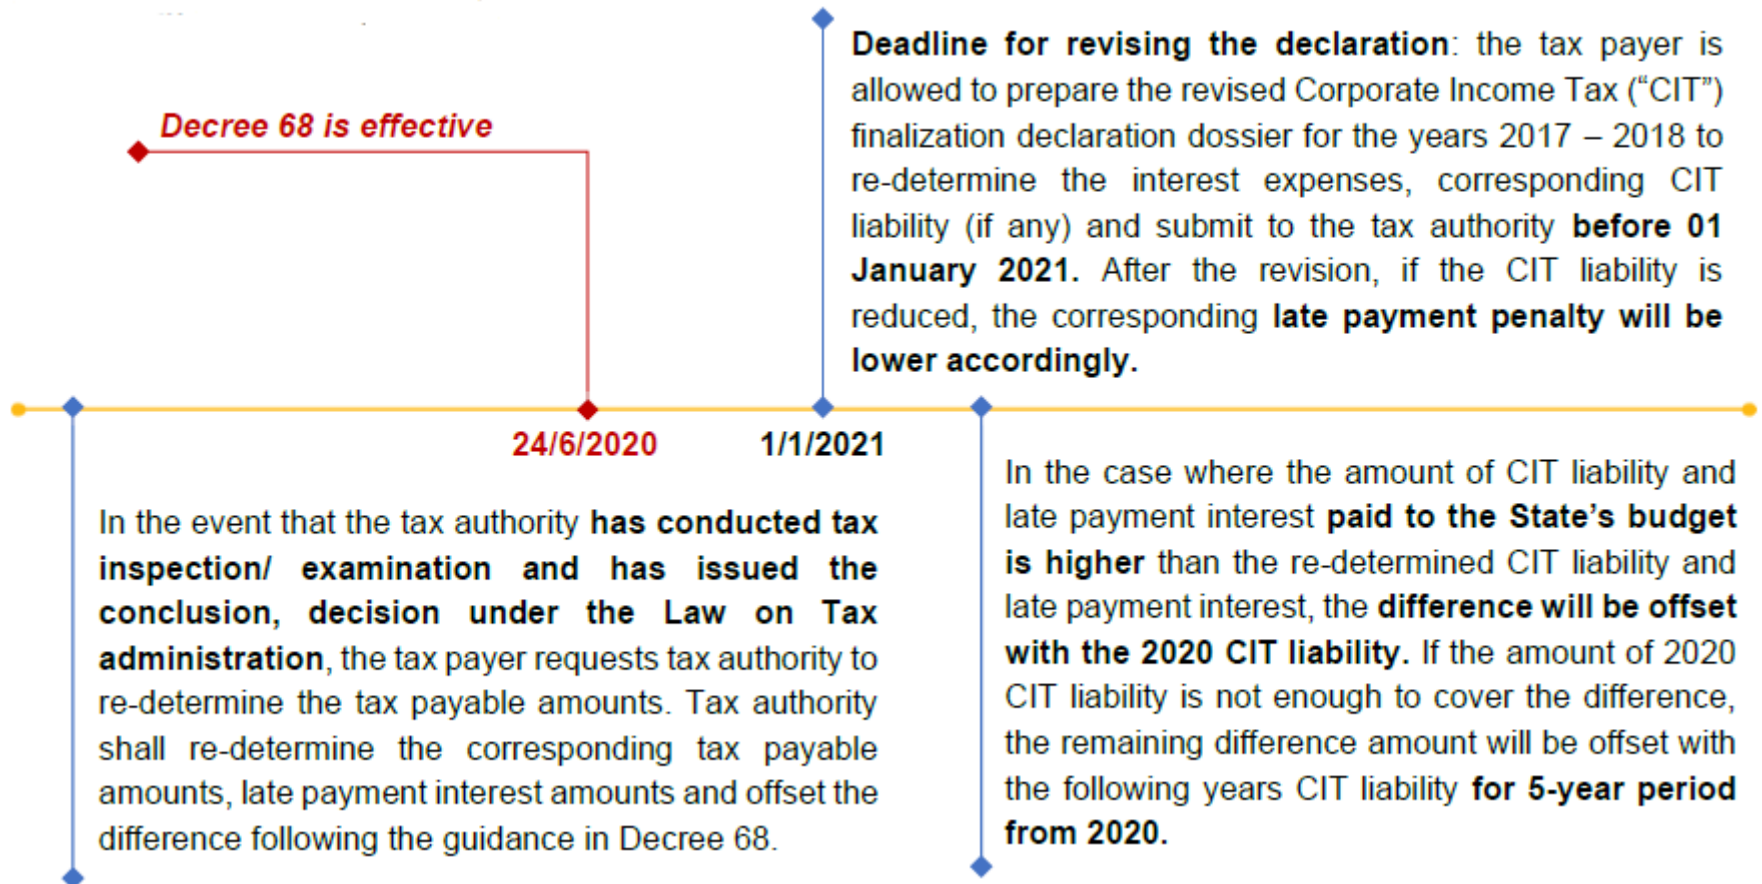 Decree 68 is effective
Deadline for revising the declaration: the tax payer is
allowed to prepare the revised Corporate Income Tax (“CIT”)
finalization declaration dossier for the years 2017 – 2018 to
re-determine the interest expenses, corresponding CIT
liability (if any) and submit to the tax authority before 01
January 2021. After the revision, if the CIT liability is
reduced, the corresponding late payment penalty will be
lower accordingly.
24/6/2020
1/1/2021
In the event that the tax authority has conducted tax
inspection/ examination and has issued the
conclusion, decision under the Law on Tax
administration, the tax payer requests tax authority to
re-determine the tax payable amounts. Tax authority
shall re-determine the corresponding tax payable
amounts, late payment interest amounts and offset the
difference following the guidance in Decree 68.
In the case where the amount of CIT liability and
late payment interest paid to the State’s budget
is higher than the re-determined CIT liability and
late payment interest, the difference will be offset
with the 2020 CIT liability. If the amount of 2020
CIT liability is not enough to cover the difference,
the remaining difference amount will be offset with
the following years CIT liability for 5-year period
from 2020.